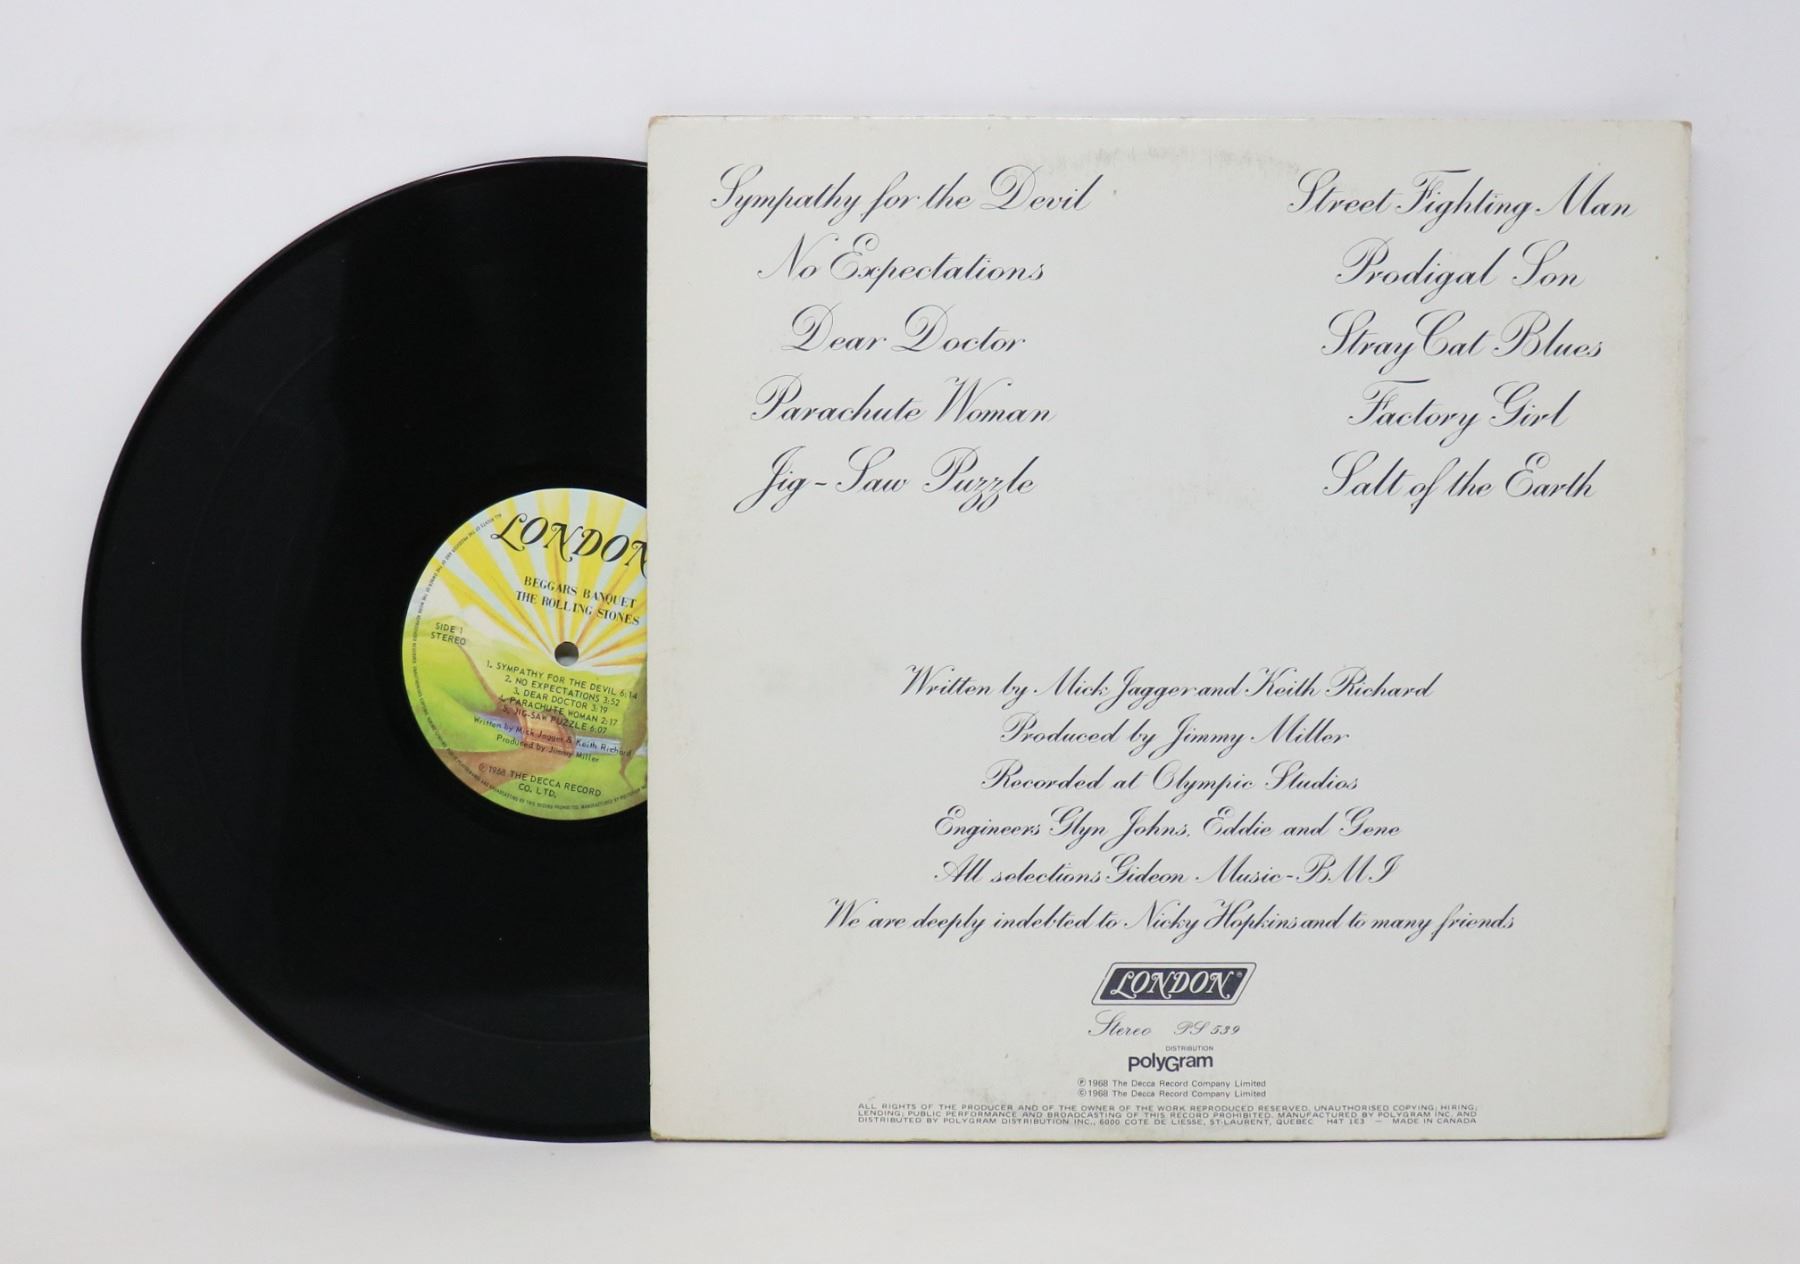 LONDON
BEGGARS BANQUET
THE ROLLING STONES
SIDE 1
STEREO
1. SYMPATHY FOR THE DEVIL 6:14
2. NO EXPECTATIONS 3:52
3. DEAR DOCTOR 3:19
4. PARACHUTE WOMAN 2:17
5. JIG-SAW PUZZLE 6:07
Written by Mick Jagger & Keith Richard
Produced by Jimmy Miller
℗1968 THE DECCA RECORD
CO. LTD.
Sympathy for the Devil
No Expectations
Dear Doctor
Parachute Woman
Jig-Saw Puzzle
Street Fighting Man
Prodigal Son
Stray Cat Blues
Factory Girl
Salt of the Earth
Written by Mick Jagger and Keith Richard
Produced by Jimmy Miller
Recorded at Olympic Studios
Engineers Glyn Johns, Eddie and Gene
All selections Gideon Music-B.M.I
We are deeply indebted to Nicky Hopkins and to many friends
LONDON®
Stereo PS 539
DISTRIBUTION
polyGram
℗1968 The Decca Record Company Limited
©1968 The Decca Record Company Limited
ALL RIGHTS OF THE PRODUCER AND OF THE OWNER OF THE WORK REPRODUCED RESERVED. UNAUTHORISED COPYING; HIRING;
LENDING; PUBLIC PERFORMANCE AND BROADCASTING OF THIS RECORD PROHIBITED. MANUFACTURED BY POLYGRAM INC. AND
DISTRIBUTED BY POLYGRAM DISTRIBUTION INC., 6000 COTE DE LIESSE, ST-LAURENT, QUEBEC H4T 1E3 — MADE IN CANADA